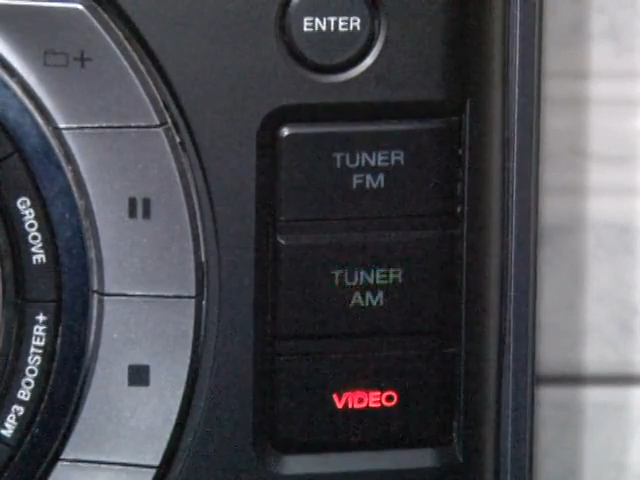 ENTER
TUNER
FM
GROOVE
TUNER
AM
MP3 BOOSTER+
VIDEO